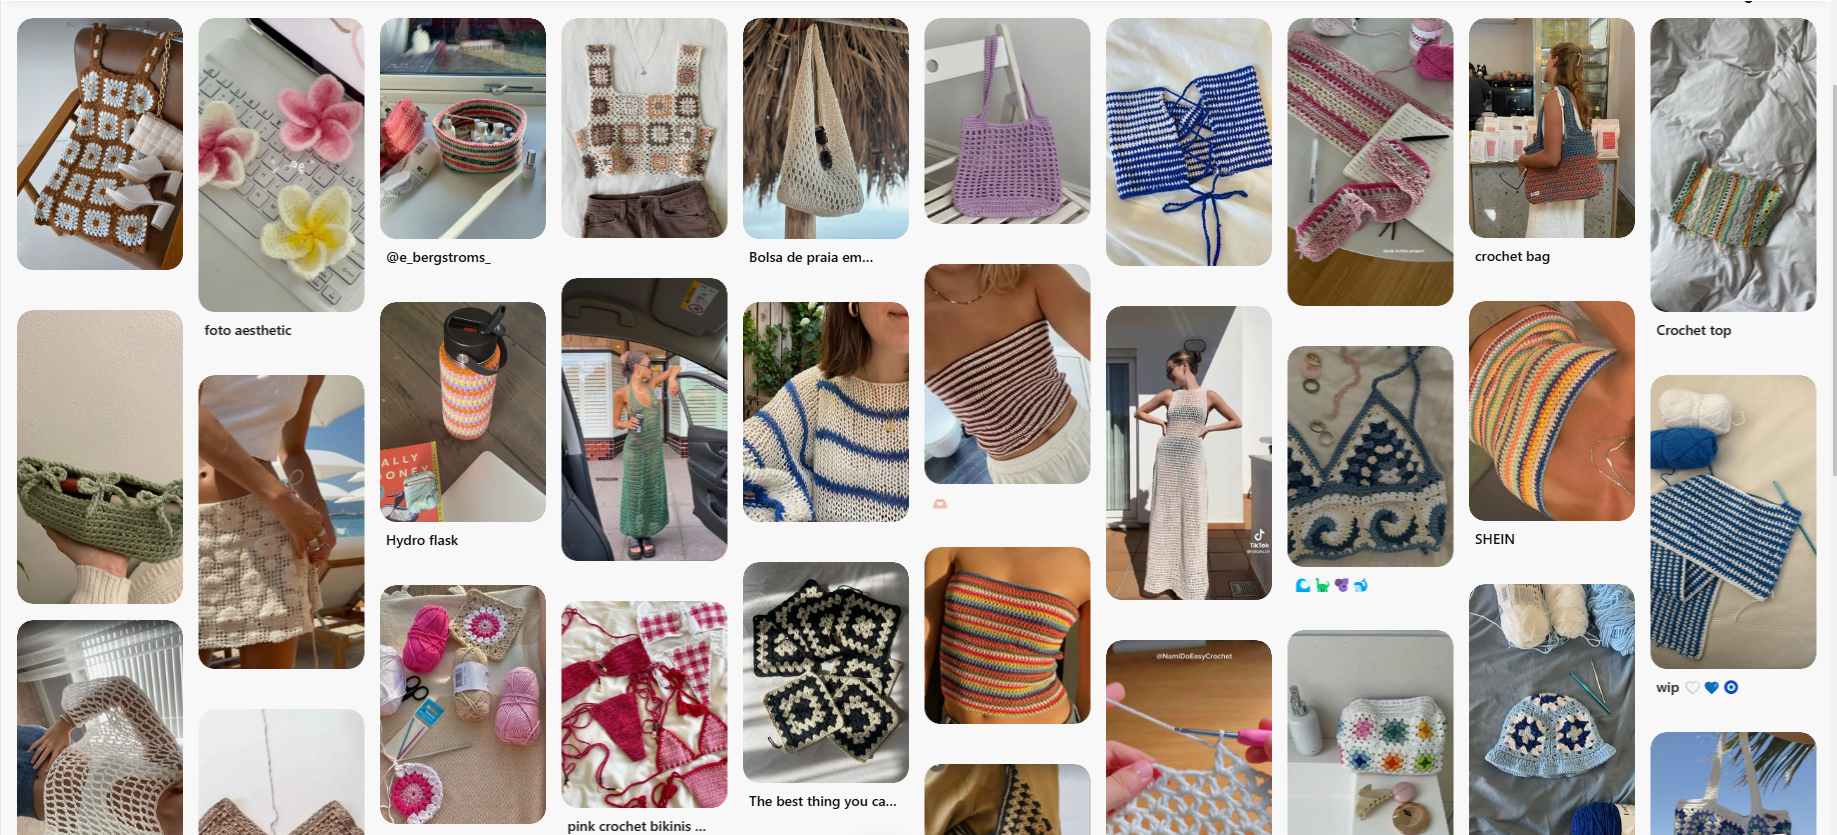 @e_bergstroms_
Bolsa de praia em...
crochet bag
foto aesthetic
Crochet top
Hydro flask
SHEIN
TikTok
wip
@NamiDoEasyCrochet
The best thing you ca...
pink crochet bikinis ...